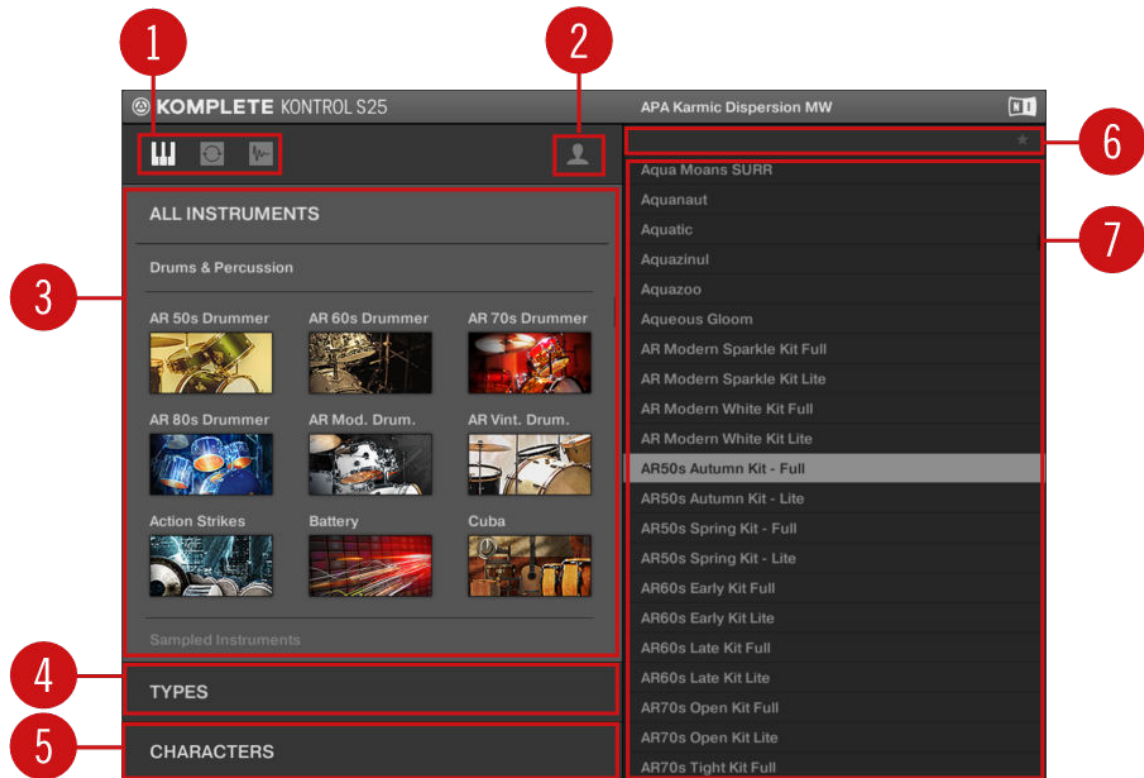 1
2
KOMPLETE KONTROL S25
APA Karmic Dispersion MW
NI
6
ALL INSTRUMENTS
Drums & Percussion
3
AR 50s Drummer
AR 60s Drummer
AR 70s Drummer
AR 80s Drummer
AR Mod. Drum.
AR Vint. Drum.
Action Strikes
Battery
Cuba
Sampled Instruments
4
TYPES
5
CHARACTERS
7
Aqua Moans SURR
Aquanaut
Aquatic
Aquazinul
Aquazoo
Aqueous Gloom
AR Modern Sparkle Kit Full
AR Modern Sparkle Kit Lite
AR Modern White Kit Full
AR Modern White Kit Lite
AR50s Autumn Kit - Full
AR50s Autumn Kit - Lite
AR50s Spring Kit - Full
AR50s Spring Kit - Lite
AR60s Early Kit Full
AR60s Early Kit Lite
AR60s Late Kit Full
AR60s Late Kit Lite
AR70s Open Kit Full
AR70s Open Kit Lite
AR70s Tight Kit Full